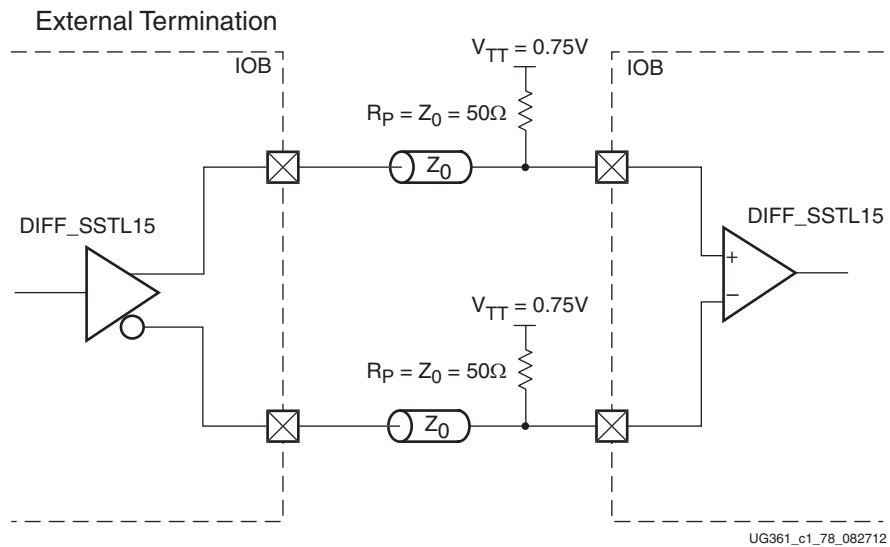 External Termination
IOB
V_TT = 0.75V
IOB
R_P = Z_0 = 50Ω
Z_0
DIFF_SSTL15
DIFF_SSTL15
+
−
V_TT = 0.75V
R_P = Z_0 = 50Ω
Z_0
UG361_c1_78_082712